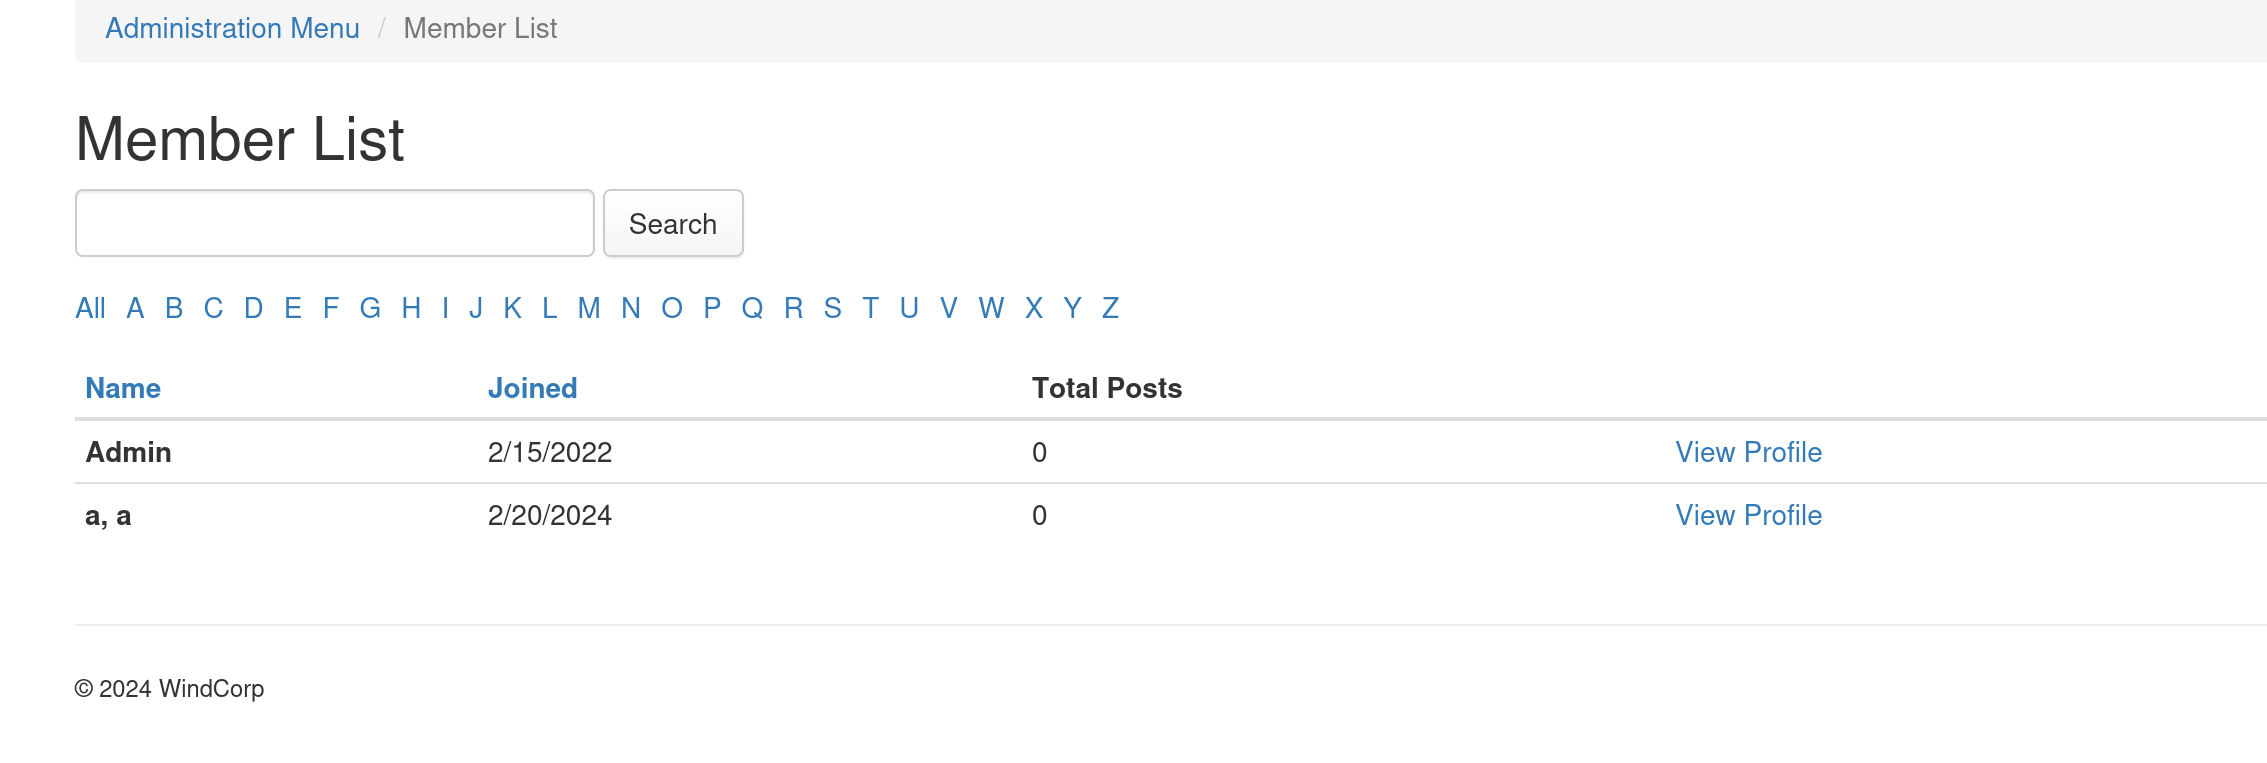 Administration Menu / Member List
Member List
Search
All A B C D E F G H I J K L M N O P Q R S T U V W X Y Z
Name Joined Total Posts
Admin 2/15/2022 0 View Profile
a, a 2/20/2024 0 View Profile
© 2024 WindCorp